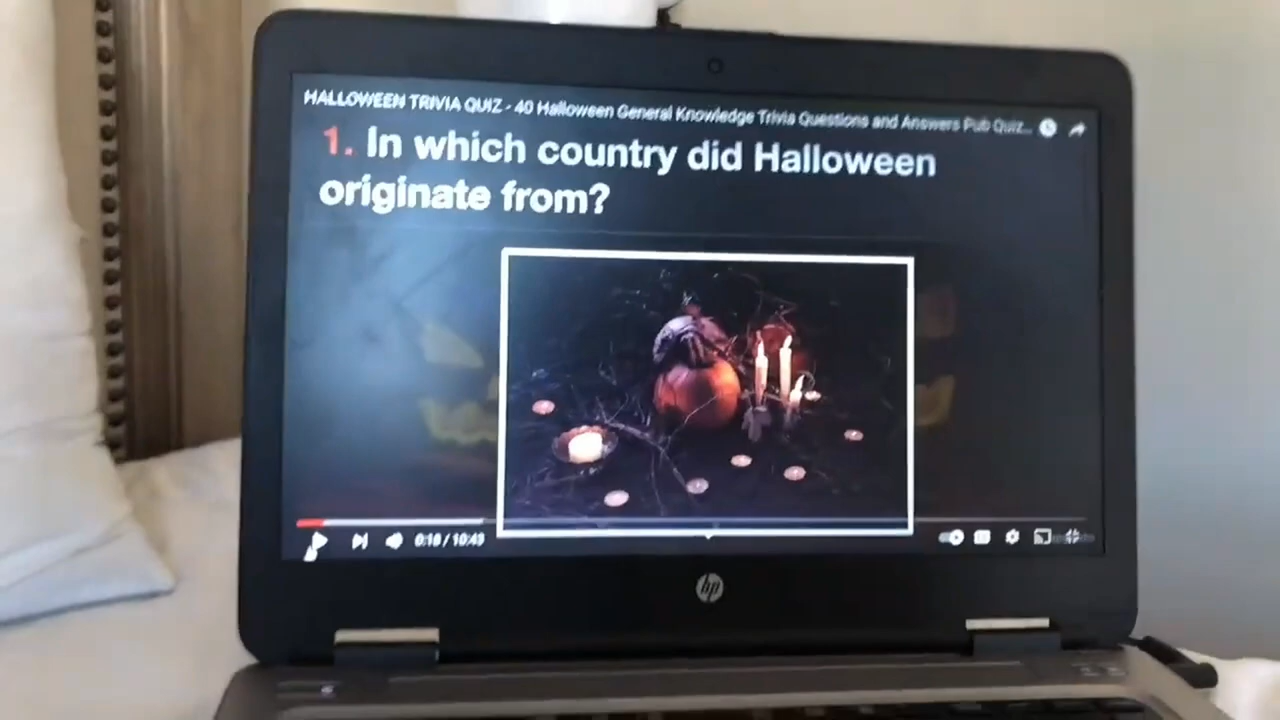 HALLOWEEN TRIVIA QUIZ - 40 Halloween General Knowledge Trivia Questions and Answers Pub Quiz...
1. In which country did Halloween
originate from?
0:18 / 10:43
hp